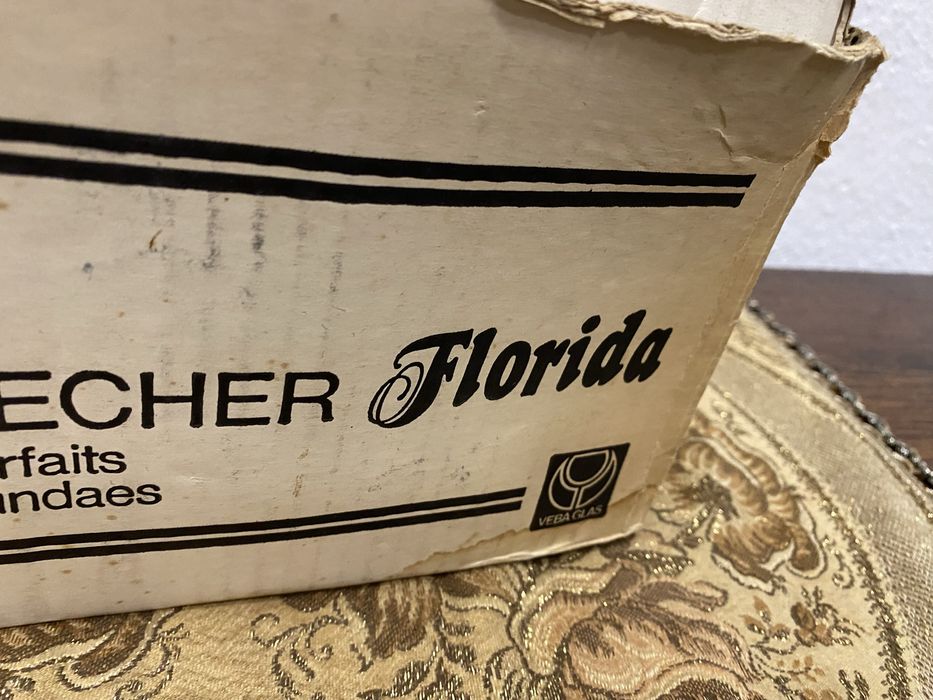 ECHER Florida
rfaits
undaes
VEBA GLAS